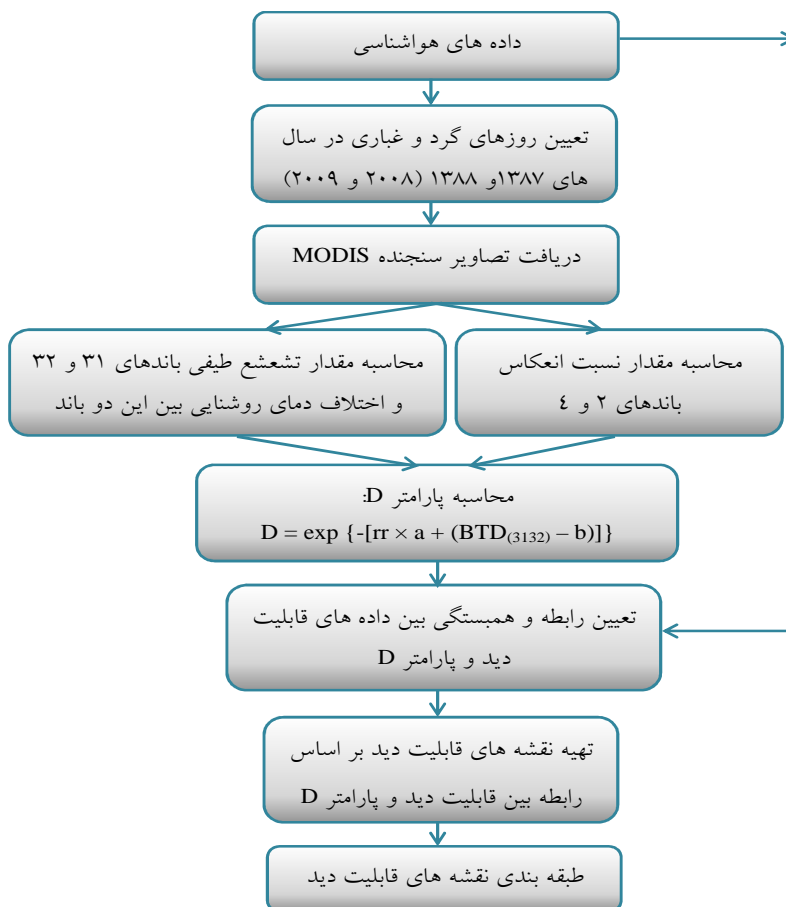 داده های هواشناسی
تعیین روزهای گرد و غباری در سال
های ۱۳۸۷و ۱۳۸۸ (۲۰۰۸ و ۲۰۰۹)
دریافت تصاویر سنجنده MODIS
محاسبه مقدار نسبت انعکاس
باندهای ۲ و ٤
محاسبه مقدار تشعشع طیفی باندهای ۳۱ و ۳۲
و اختلاف دمای روشنایی بین این دو باند
محاسبه پارامتر D:
D = exp {-[rr × a + (BTD(3132) – b)]}
تعیین رابطه و همبستگی بین داده های قابلیت
دید و پارامتر D
تهیه نقشه های قابلیت دید بر اساس
رابطه بین قابلیت دید و پارامتر D
طبقه بندی نقشه های قابلیت دید